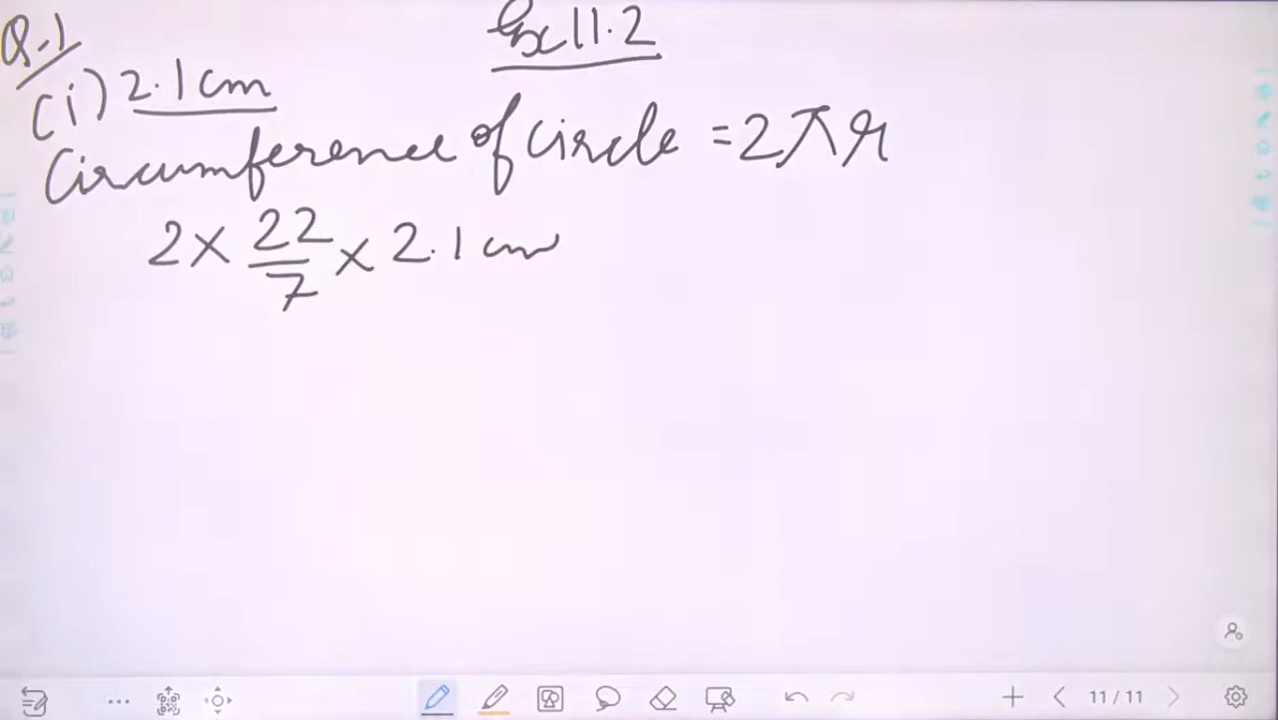 Ex 11.2
Q.1
(i) 2.1 cm
Circumference of circle = 2πr
2 × 22/7 × 2.1 cm
11 / 11